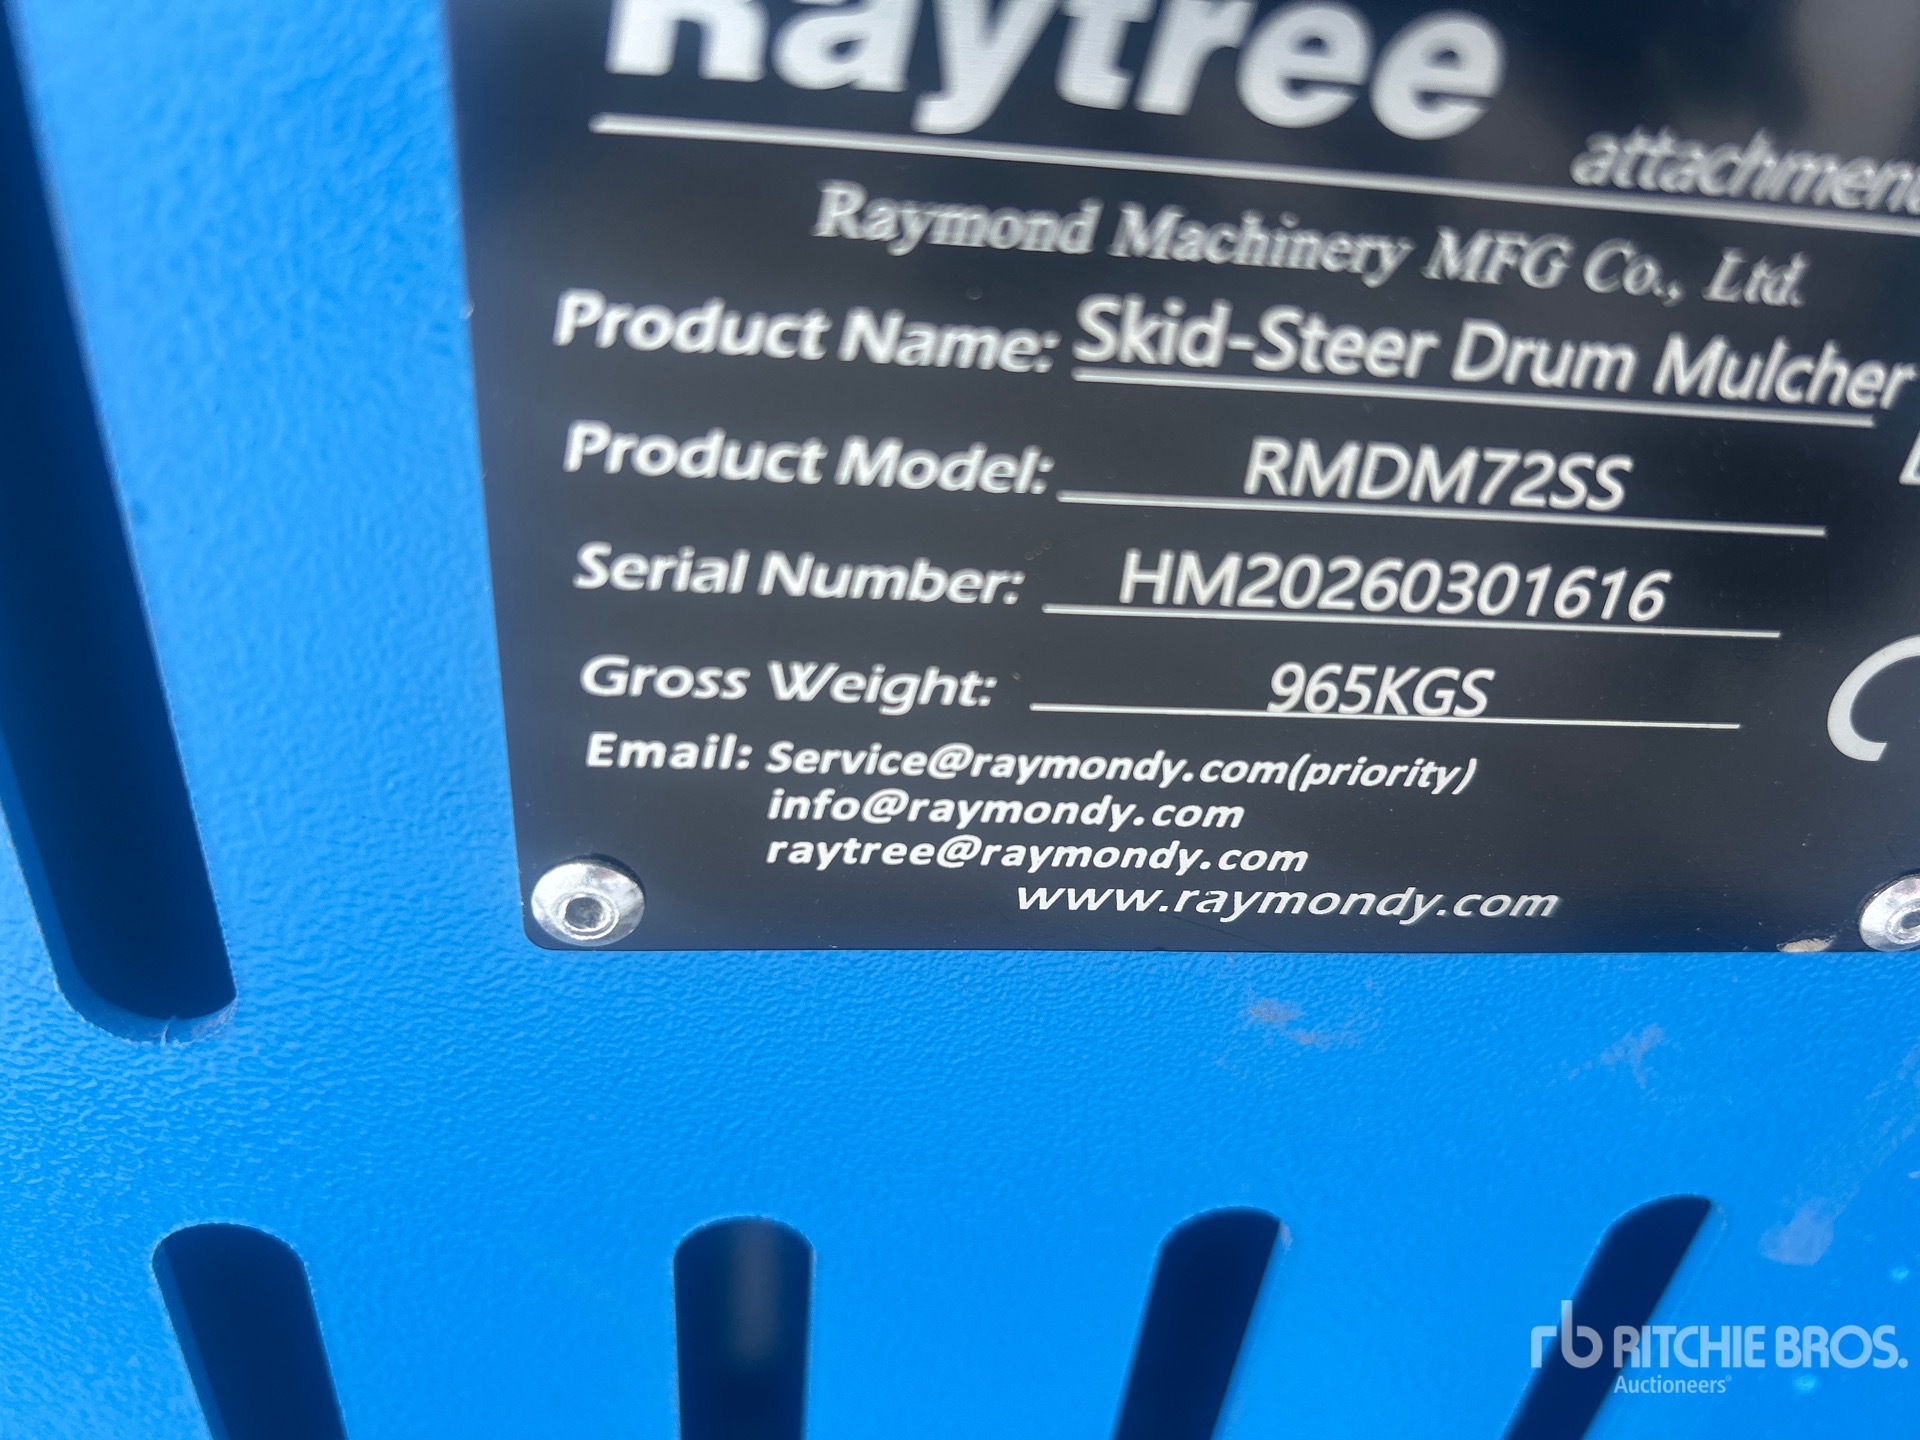 Raytree
attachment
Raymond Machinery MFG Co., Ltd.
Product Name: Skid-Steer Drum Mulcher
Product Model: RMDM72SS
Serial Number: HM20260301616
Gross Weight: 965KGS
Email: Service@raymondy.com(priority)
info@raymondy.com
raytree@raymondy.com
www.raymondy.com
rb RITCHIE BROS.
Auctioneers